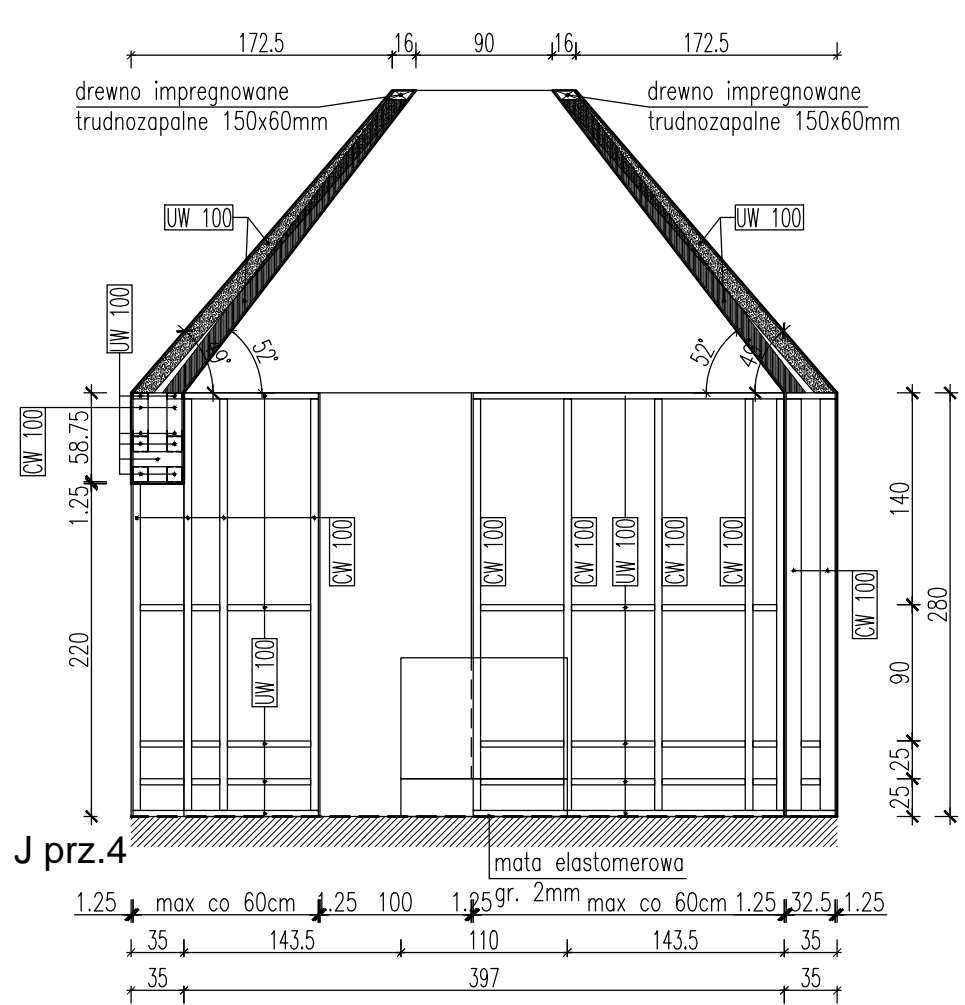 172.5 16 90 16 172.5
drewno impregnowane
trudnozapalne 150x60mm
drewno impregnowane
trudnozapalne 150x60mm
UW 100
UW 100
UW 100
49° 52°
52° 49°
CW 100
58.75
1.25
220
CW 100
UW 100
CW 100
CW 100
UW 100
CW 100
CW 100
CW 100
140
90
25
25
280
J prz.4
mata elastomerowa
gr. 2mm
1.25 max co 60cm 1.25 100 1.25 max co 60cm 1.25 32.5 1.25
35 143.5 110 143.5 35
35 397 35